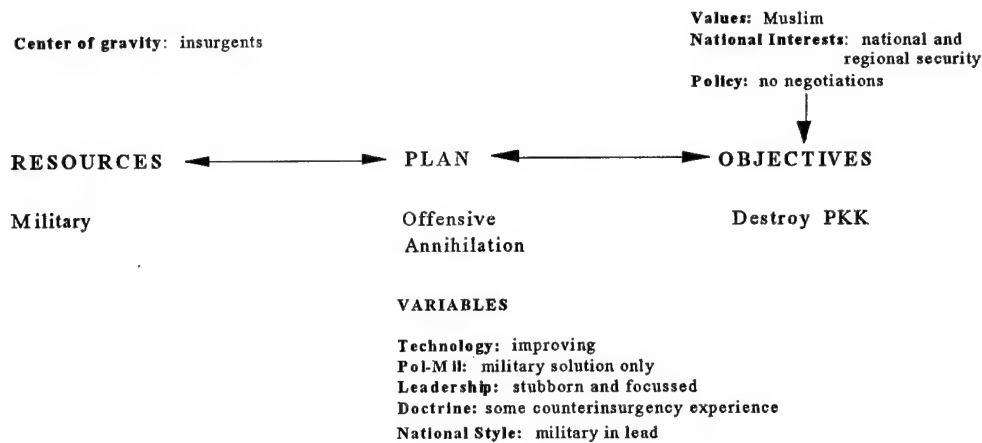 Values: Muslim
Center of gravity: insurgents
National Interests: national and
regional security
Policy: no negotiations
RESOURCES PLAN OBJECTIVES
Military Offensive Destroy PKK
Annihilation
VARIABLES
Technology: improving
Pol-Mil: military solution only
Leadership: stubborn and focussed
Doctrine: some counterinsurgency experience
National Style: military in lead